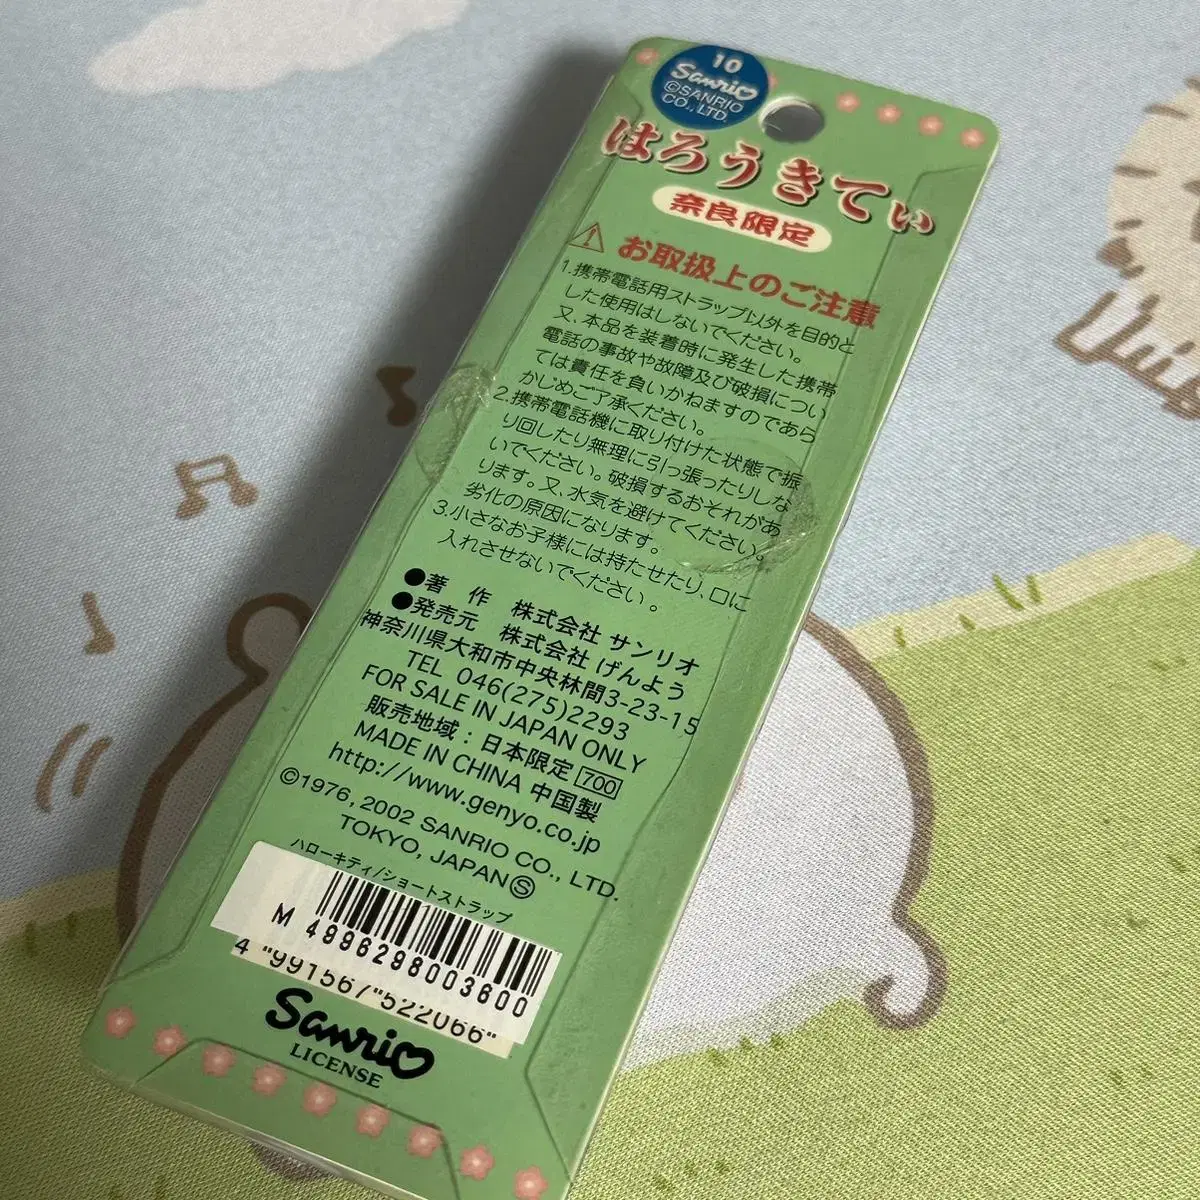 10
Sanrio
©SANRIO
CO., LTD.
はろうきてぃ
奈良限定
お取扱上のご注意
1.携帯電話用ストラップ以外を目的と
した使用はしないでください。
又、本品を装着時に発生した携帯
電話の事故や故障及び破損につい
ては責任を負いかねますのであら
かじめご了承ください。
2.携帯電話機に取り付けた状態で振
り回したり無理に引っ張ったりしな
いでください。破損するおそれがあ
ります。又、水気を避けてください。
劣化の原因になります。
3.小さなお子様には持たせたり、口に
入れさせないでください。
●著 作 株式会社 サンリオ
●発売元 株式会社 げんよう
神奈川県大和市中央林間3-23-15
TEL 046(275)2293
FOR SALE IN JAPAN ONLY
販売地域：日本限定 700
MADE IN CHINA 中国製
http://www.genyo.co.jp
©1976, 2002 SANRIO CO., LTD.
TOKYO, JAPAN Ⓢ
ハローキティ/ショートストラップ
M 4996298003600
4 "991567"522066"
Sanrio
LICENSE